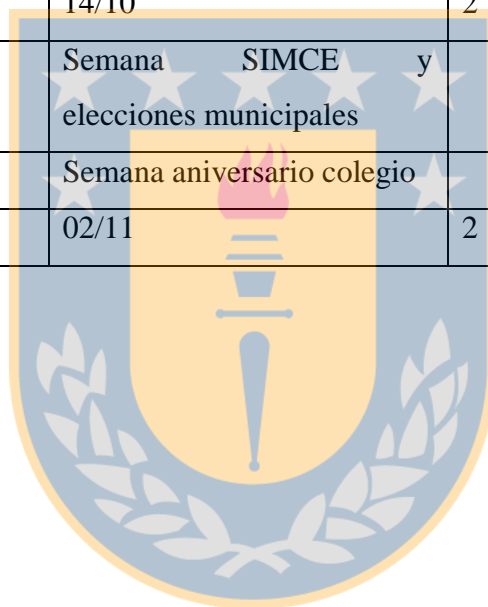 14/10 2
Semana SIMCE y
elecciones municipales
Semana aniversario colegio
02/11 2